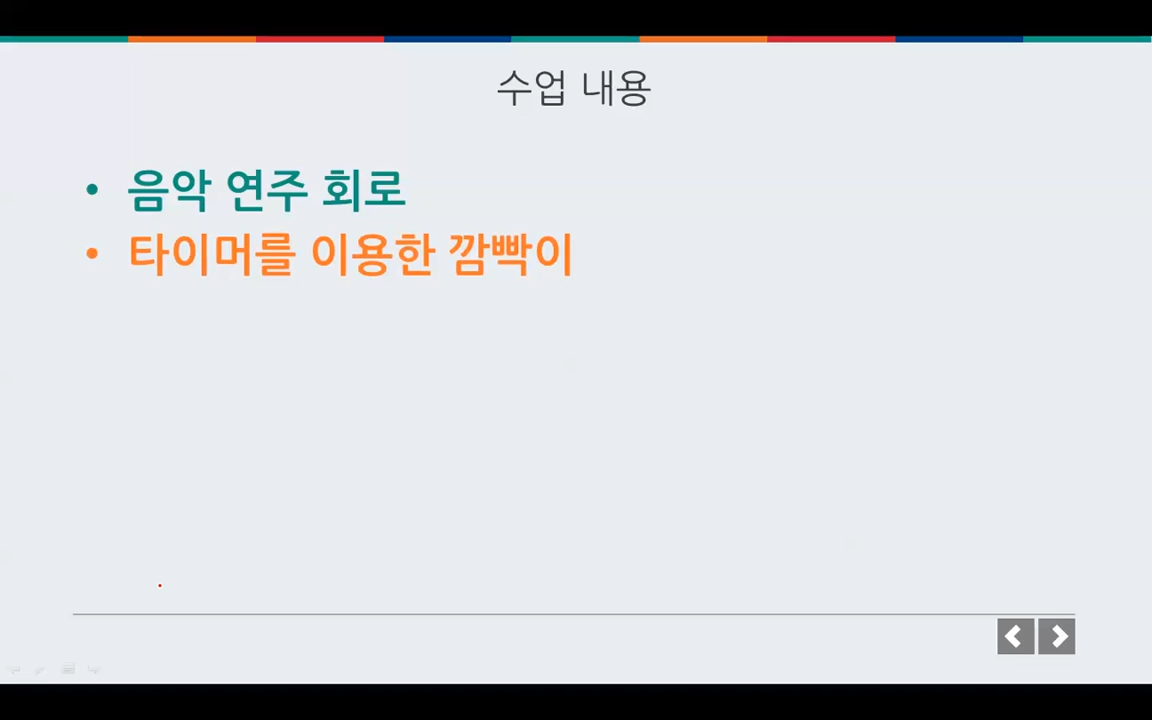 수업 내용
• 음악 연주 회로
• 타이머를 이용한 깜빡이